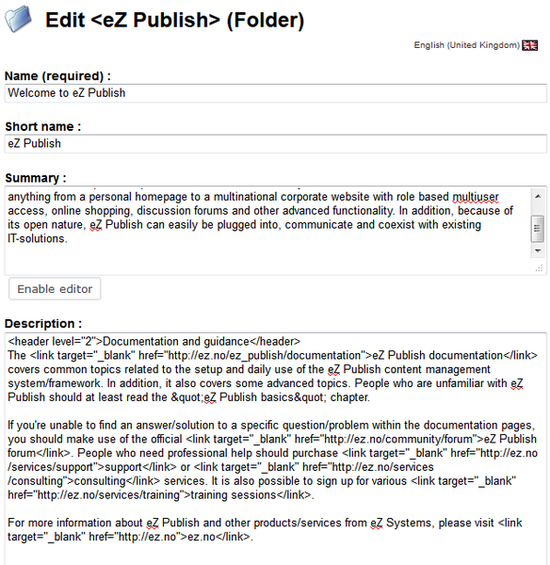 Edit <eZ Publish> (Folder)
English (United Kingdom)
Name (required) :
Welcome to eZ Publish
Short name :
eZ Publish
Summary :
anything from a personal homepage to a multinational corporate website with role based multiuser
access, online shopping, discussion forums and other advanced functionality. In addition, because of
its open nature, eZ Publish can easily be plugged into, communicate and coexist with existing
IT-solutions.
Enable editor
Description :
<header level="2">Documentation and guidance</header>
The <link target="_blank" href="http://ez.no/ez_publish/documentation">eZ Publish documentation</link>
covers common topics related to the setup and daily use of the eZ Publish content management
system/framework. In addition, it also covers some advanced topics. People who are unfamiliar with eZ
Publish should at least read the &quot;eZ Publish basics&quot; chapter.
If you're unable to find an answer/solution to a specific question/problem within the documentation pages,
you should make use of the official <link target="_blank" href="http://ez.no/community/forum">eZ Publish
forum</link>. People who need professional help should purchase <link target="_blank" href="http://ez.no
/services/support">support</link> or <link target="_blank" href="http://ez.no/services
/consulting">consulting</link> services. It is also possible to sign up for various <link target="_blank"
href="http://ez.no/services/training">training sessions</link>.
For more information about eZ Publish and other products/services from eZ Systems, please visit <link
target="_blank" href="http://ez.no">ez.no</link>.